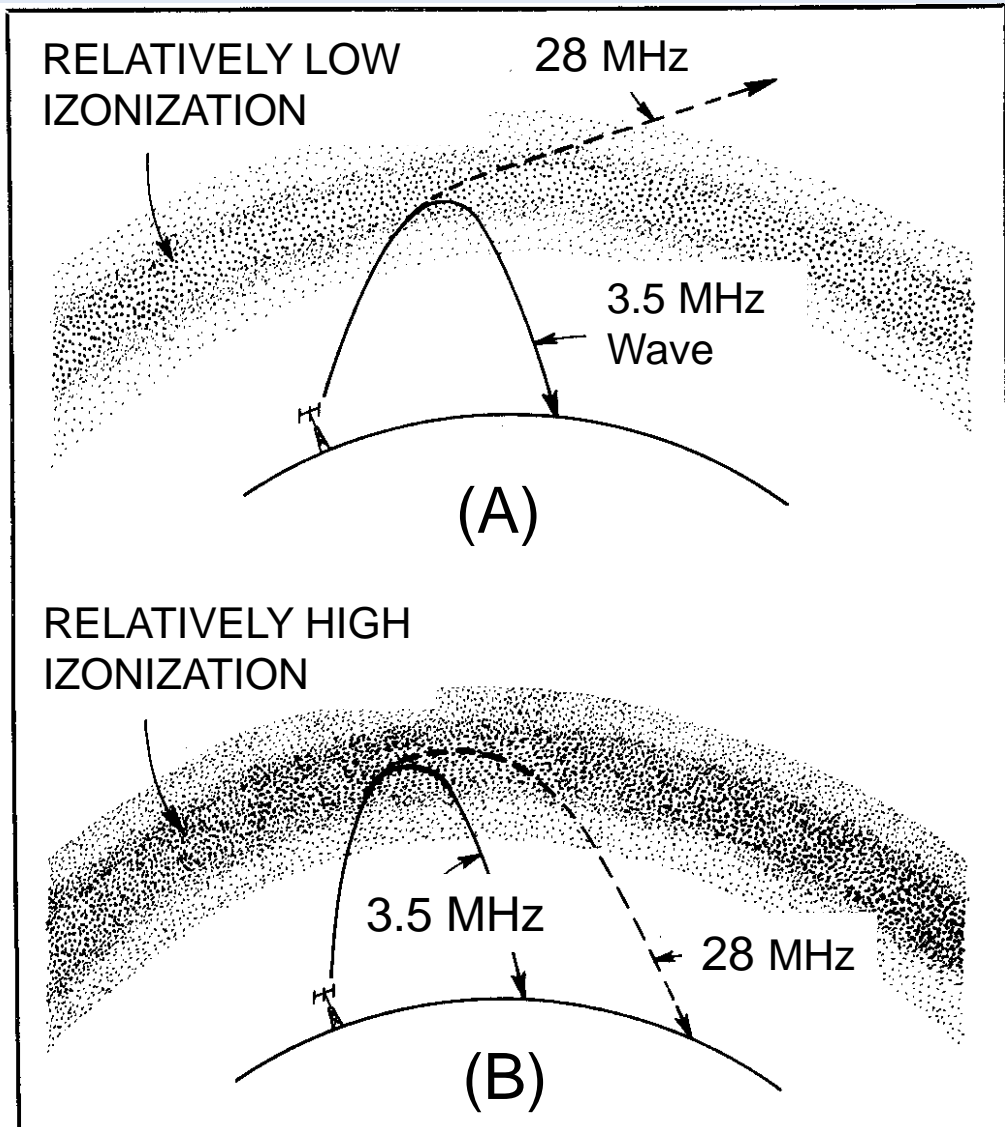 RELATIVELY LOW
IZONIZATION
28 MHz
3.5 MHz
Wave
(A)
RELATIVELY HIGH
IZONIZATION
3.5 MHz
28 MHz
(B)